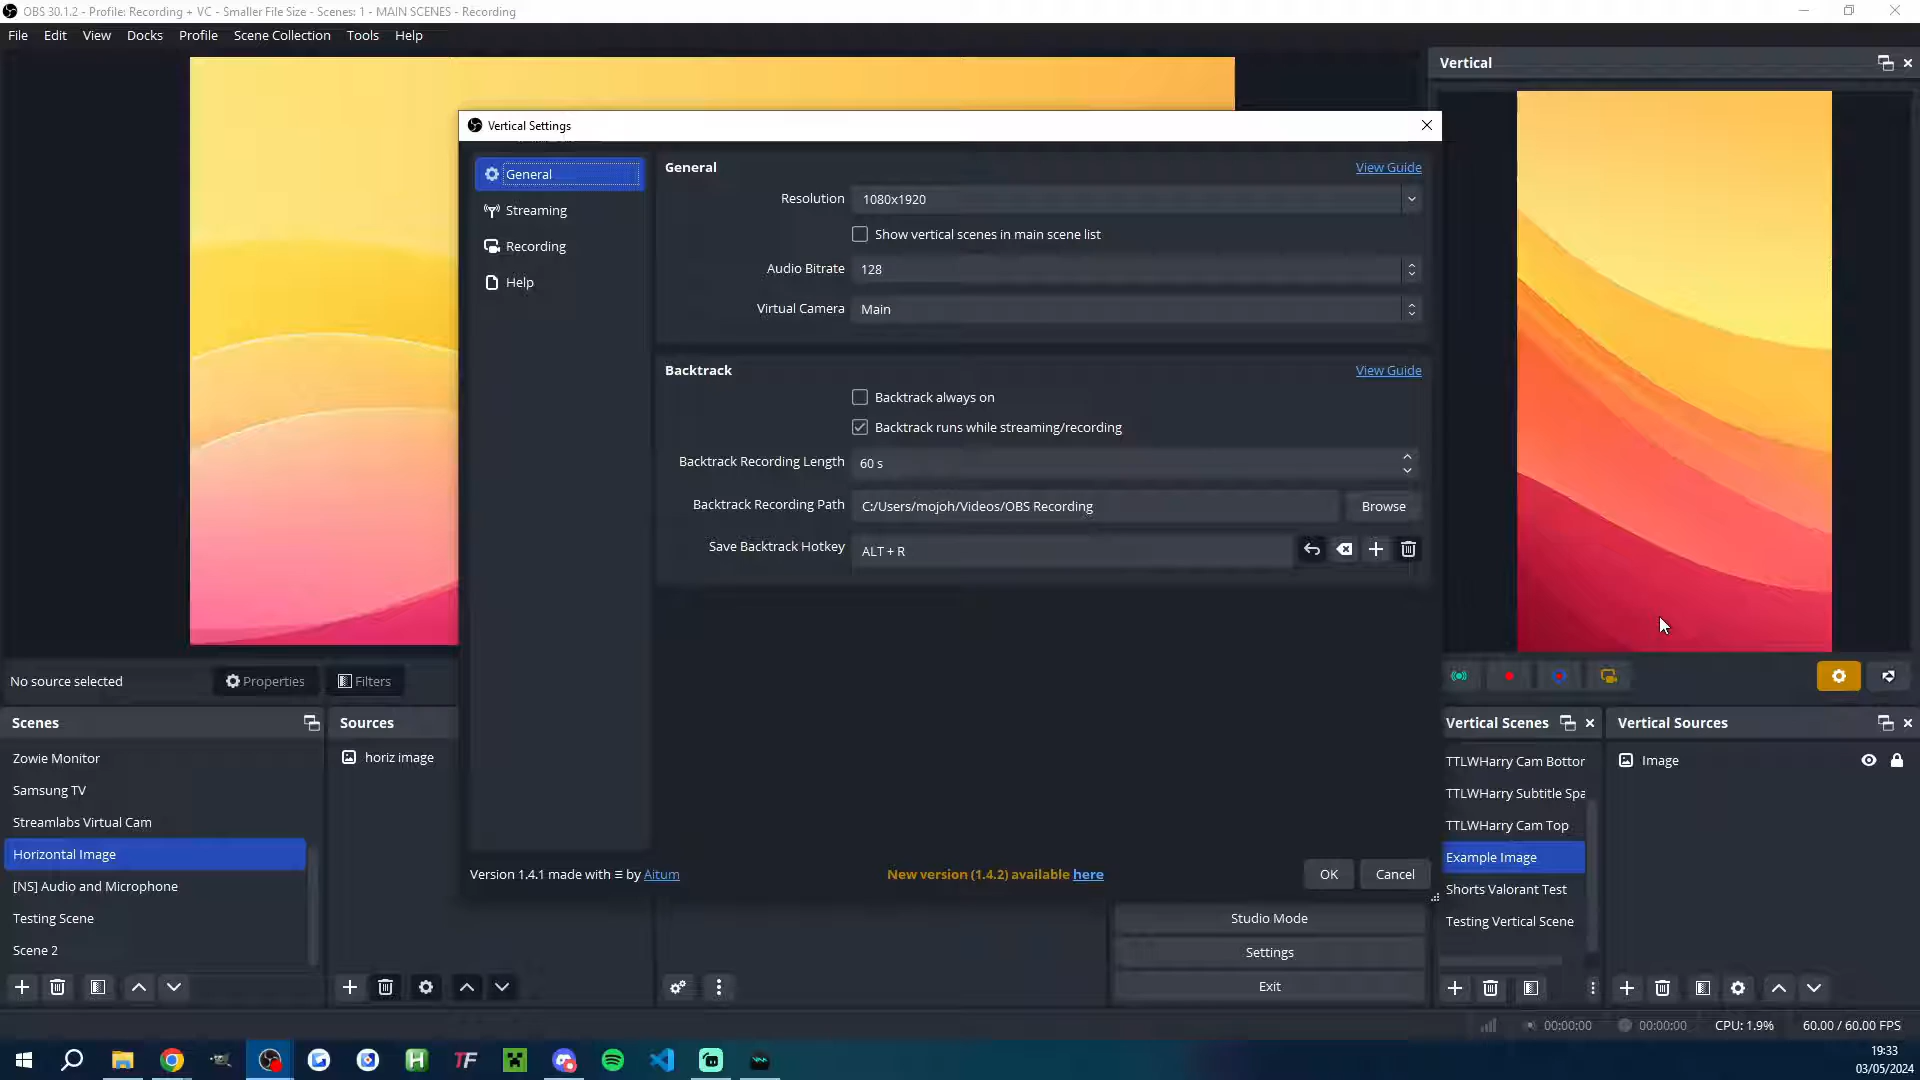 OBS 30.1.2 - Profile: Recording + VC - Smaller File Size - Scenes: 1 - MAIN SCENES - Recording
File Edit View Docks Profile Scene Collection Tools Help
Vertical
Vertical Settings
General
Streaming
Recording
Help
General View Guide
Resolution 1080x1920
Show vertical scenes in main scene list
Audio Bitrate 128
Virtual Camera Main
Backtrack View Guide
Backtrack always on
Backtrack runs while streaming/recording
Backtrack Recording Length 60 s
Backtrack Recording Path C:/Users/mojoh/Videos/OBS Recording Browse
Save Backtrack Hotkey ALT + R
Version 1.4.1 made with by Aitum New version (1.4.2) available here OK Cancel
No source selected Properties Filters
Scenes
Zowie Monitor
Samsung TV
Streamlabs Virtual Cam
Horizontal Image
[NS] Audio and Microphone
Testing Scene
Scene 2
Sources
horiz image
Studio Mode
Settings
Exit
Vertical Scenes
TTLWHarry Cam Bottor
TTLWHarry Subtitle Spa
TTLWHarry Cam Top
Example Image
Shorts Valorant Test
Testing Vertical Scene
Vertical Sources
Image
00:00:00 00:00:00 CPU: 1.9% 60.00 / 60.00 FPS
H TF
19:33
03/05/2024